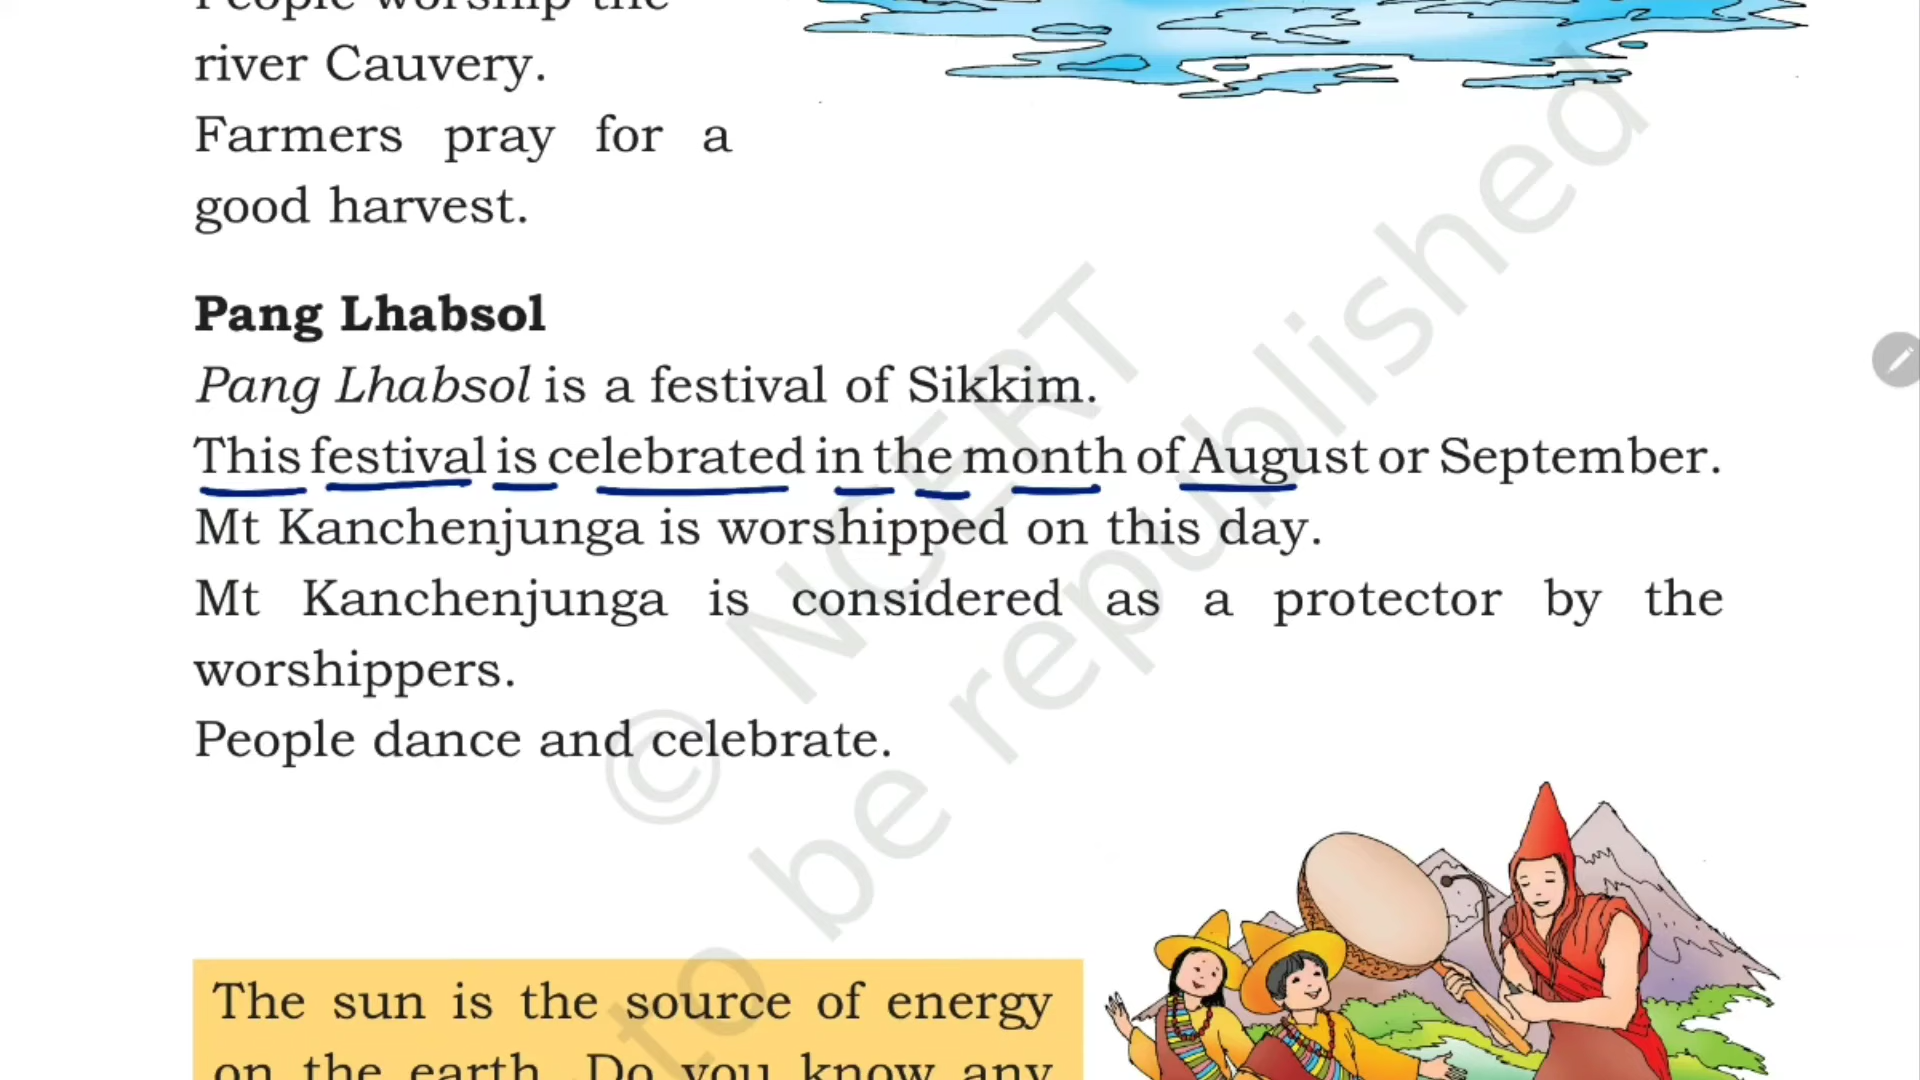 People worship the
river Cauvery.
Farmers pray for a
good harvest.
Pang Lhabsol
Pang Lhabsol is a festival of Sikkim.
This festival is celebrated in the month of August or September.
Mt Kanchenjunga is worshipped on this day.
Mt Kanchenjunga is considered as a protector by the
worshippers.
People dance and celebrate.
The sun is the source of energy
on the earth. Do you know any
© NCERT
to be republished